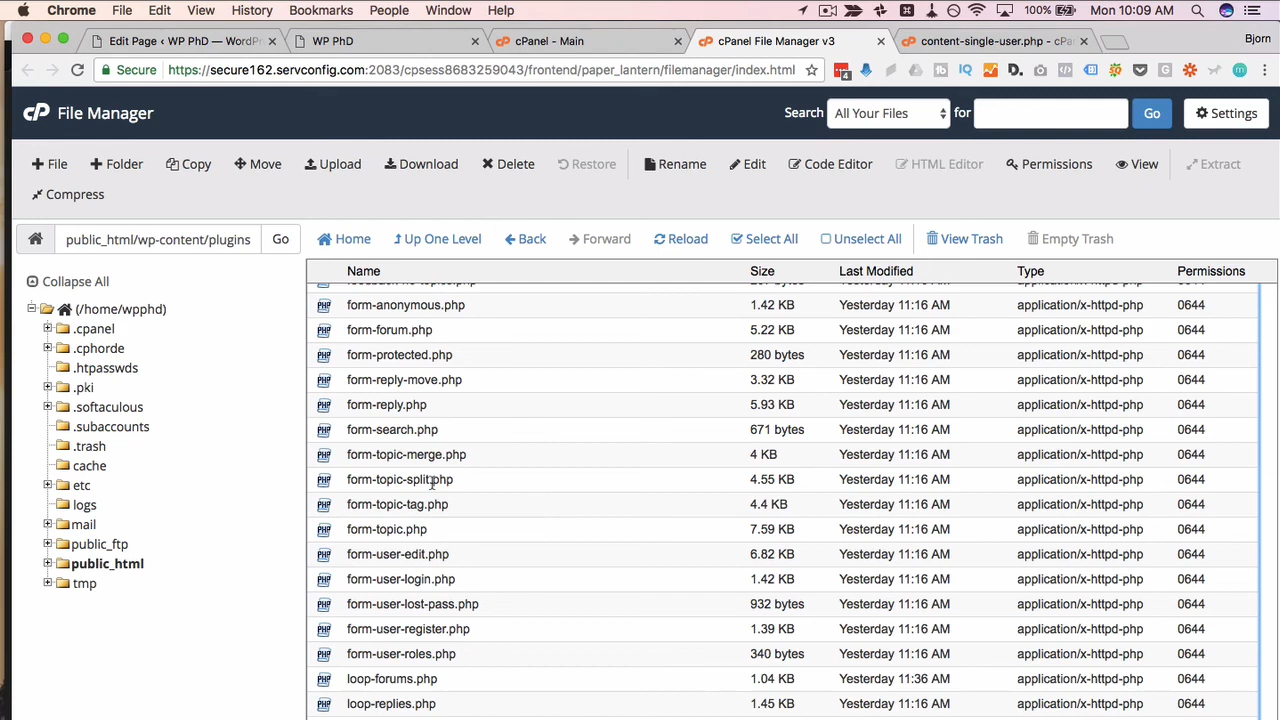 Chrome File Edit View History Bookmarks People Window Help 100% Mon 10:09 AM
Edit Page ‹ WP PhD — WordPr × WP PhD × cP cPanel - Main × cP cPanel File Manager v3 × cP content-single-user.php - cPa × Bjorn
Secure https://secure162.servconfig.com:2083/cpsess8683259043/frontend/paper_lantern/filemanager/index.html 4
cP File Manager Search All Your Files for Go Settings
File Folder Copy Move Upload Download Delete Restore Rename Edit Code Editor HTML Editor Permissions View Extract
Compress
public_html/wp-content/plugins Go Home Up One Level Back Forward Reload Select All Unselect All View Trash Empty Trash
Collapse All
(/home/wpphd)
.cpanel
.cphorde
.htpasswds
.pki
.softaculous
.subaccounts
.trash
cache
etc
logs
mail
public_ftp
public_html
tmp
Name Size Last Modified Type Permissions
form-anonymous.php 1.42 KB Yesterday 11:16 AM application/x-httpd-php 0644
form-forum.php 5.22 KB Yesterday 11:16 AM application/x-httpd-php 0644
form-protected.php 280 bytes Yesterday 11:16 AM application/x-httpd-php 0644
form-reply-move.php 3.32 KB Yesterday 11:16 AM application/x-httpd-php 0644
form-reply.php 5.93 KB Yesterday 11:16 AM application/x-httpd-php 0644
form-search.php 671 bytes Yesterday 11:16 AM application/x-httpd-php 0644
form-topic-merge.php 4 KB Yesterday 11:16 AM application/x-httpd-php 0644
form-topic-split.php 4.55 KB Yesterday 11:16 AM application/x-httpd-php 0644
form-topic-tag.php 4.4 KB Yesterday 11:16 AM application/x-httpd-php 0644
form-topic.php 7.59 KB Yesterday 11:16 AM application/x-httpd-php 0644
form-user-edit.php 6.82 KB Yesterday 11:16 AM application/x-httpd-php 0644
form-user-login.php 1.42 KB Yesterday 11:16 AM application/x-httpd-php 0644
form-user-lost-pass.php 932 bytes Yesterday 11:16 AM application/x-httpd-php 0644
form-user-register.php 1.39 KB Yesterday 11:16 AM application/x-httpd-php 0644
form-user-roles.php 340 bytes Yesterday 11:16 AM application/x-httpd-php 0644
loop-forums.php 1.04 KB Yesterday 11:36 AM application/x-httpd-php 0644
loop-replies.php 1.45 KB Yesterday 11:16 AM application/x-httpd-php 0644